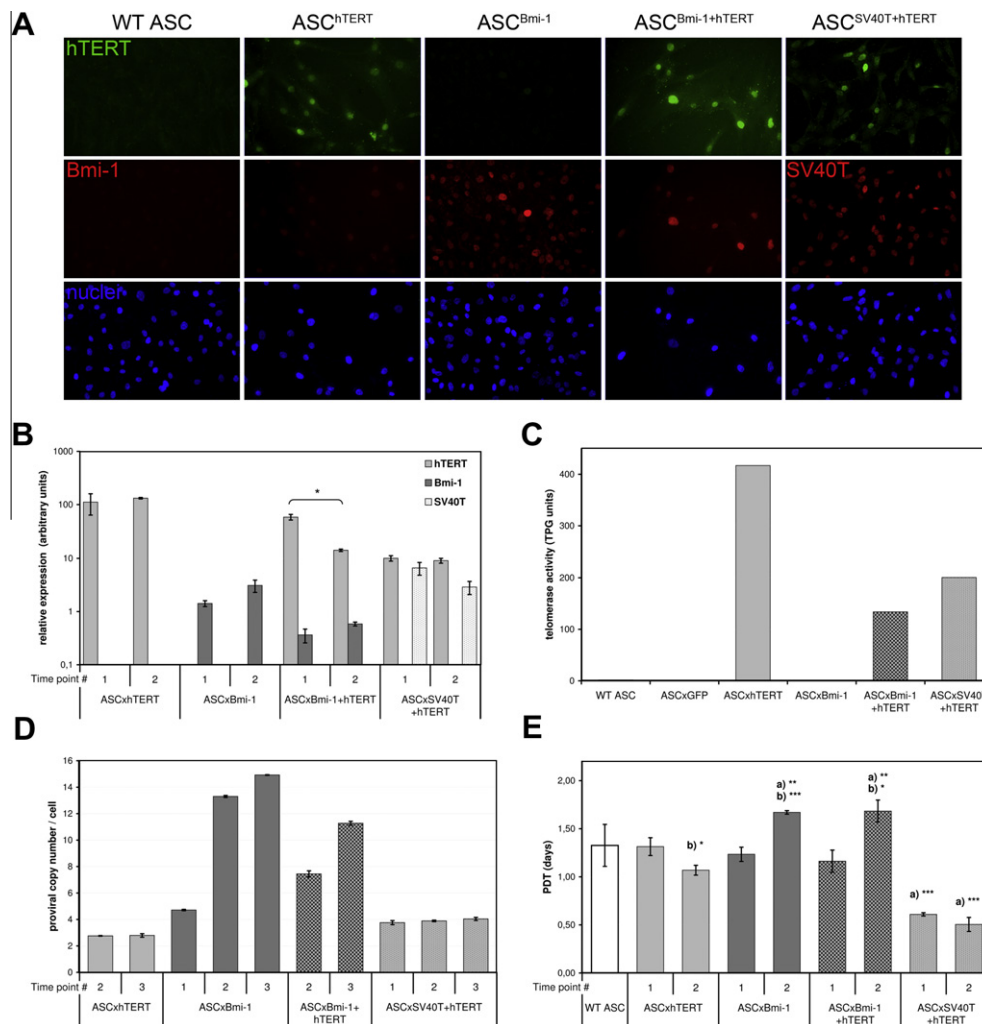 A
WT ASC ASChTERT ASCBmi-1 ASCBmi-1+hTERT ASCSV40T+hTERT
hTERT
Bmi-1 SV40T
nucler
B
relative expression (arbitrary units)
1000
100
10
1
0,1
hTERT
Bmi-1
SV40T
*
Time point # 1 2 1 2 1 2 1 2
ASCxhTERT ASCxBmi-1 ASCxBmi-1+hTERT ASCxSV40T
+hTERT
C
telomerase activity (TPG units)
400
300
200
100
0
WT ASC ASCxGFP ASCxhTERT ASCxBmi-1 ASCxBmi-1 ASCxSV40T
+hTERT +hTERT
D
proviral copy number / cell
16
14
12
10
8
6
4
2
0
Time point # 2 3 1 2 3 2 3 1 2 3
ASCxhTERT ASCxBmi-1 ASCxBmi-1+ ASCxSV40T+hTERT
hTERT
E
PDT (days)
2,00
1,50
1,00
0,50
0,00
b) *
a) **
b) ***
a) **
b) *
a) ***
a) ***
Time point # 1 2 1 2 1 2 1 2
WT ASC ASCxhTERT ASCxBmi-1 ASCxBmi-1 ASCxSV40T
+hTERT +hTERT